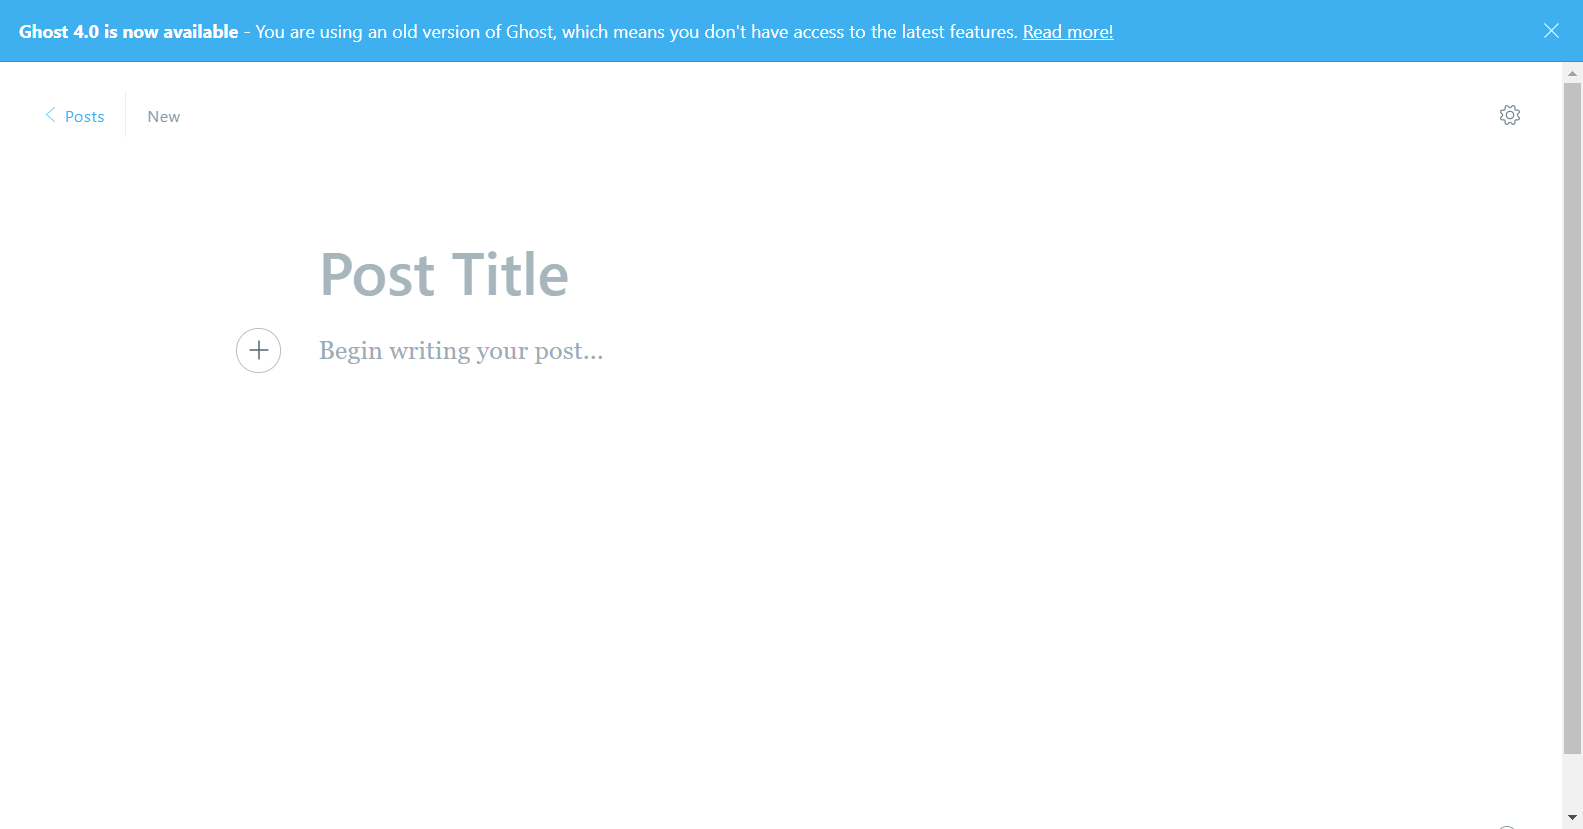 Ghost 4.0 is now available - You are using an old version of Ghost, which means you don't have access to the latest features. Read more!
Posts
New
Post Title
Begin writing your post...